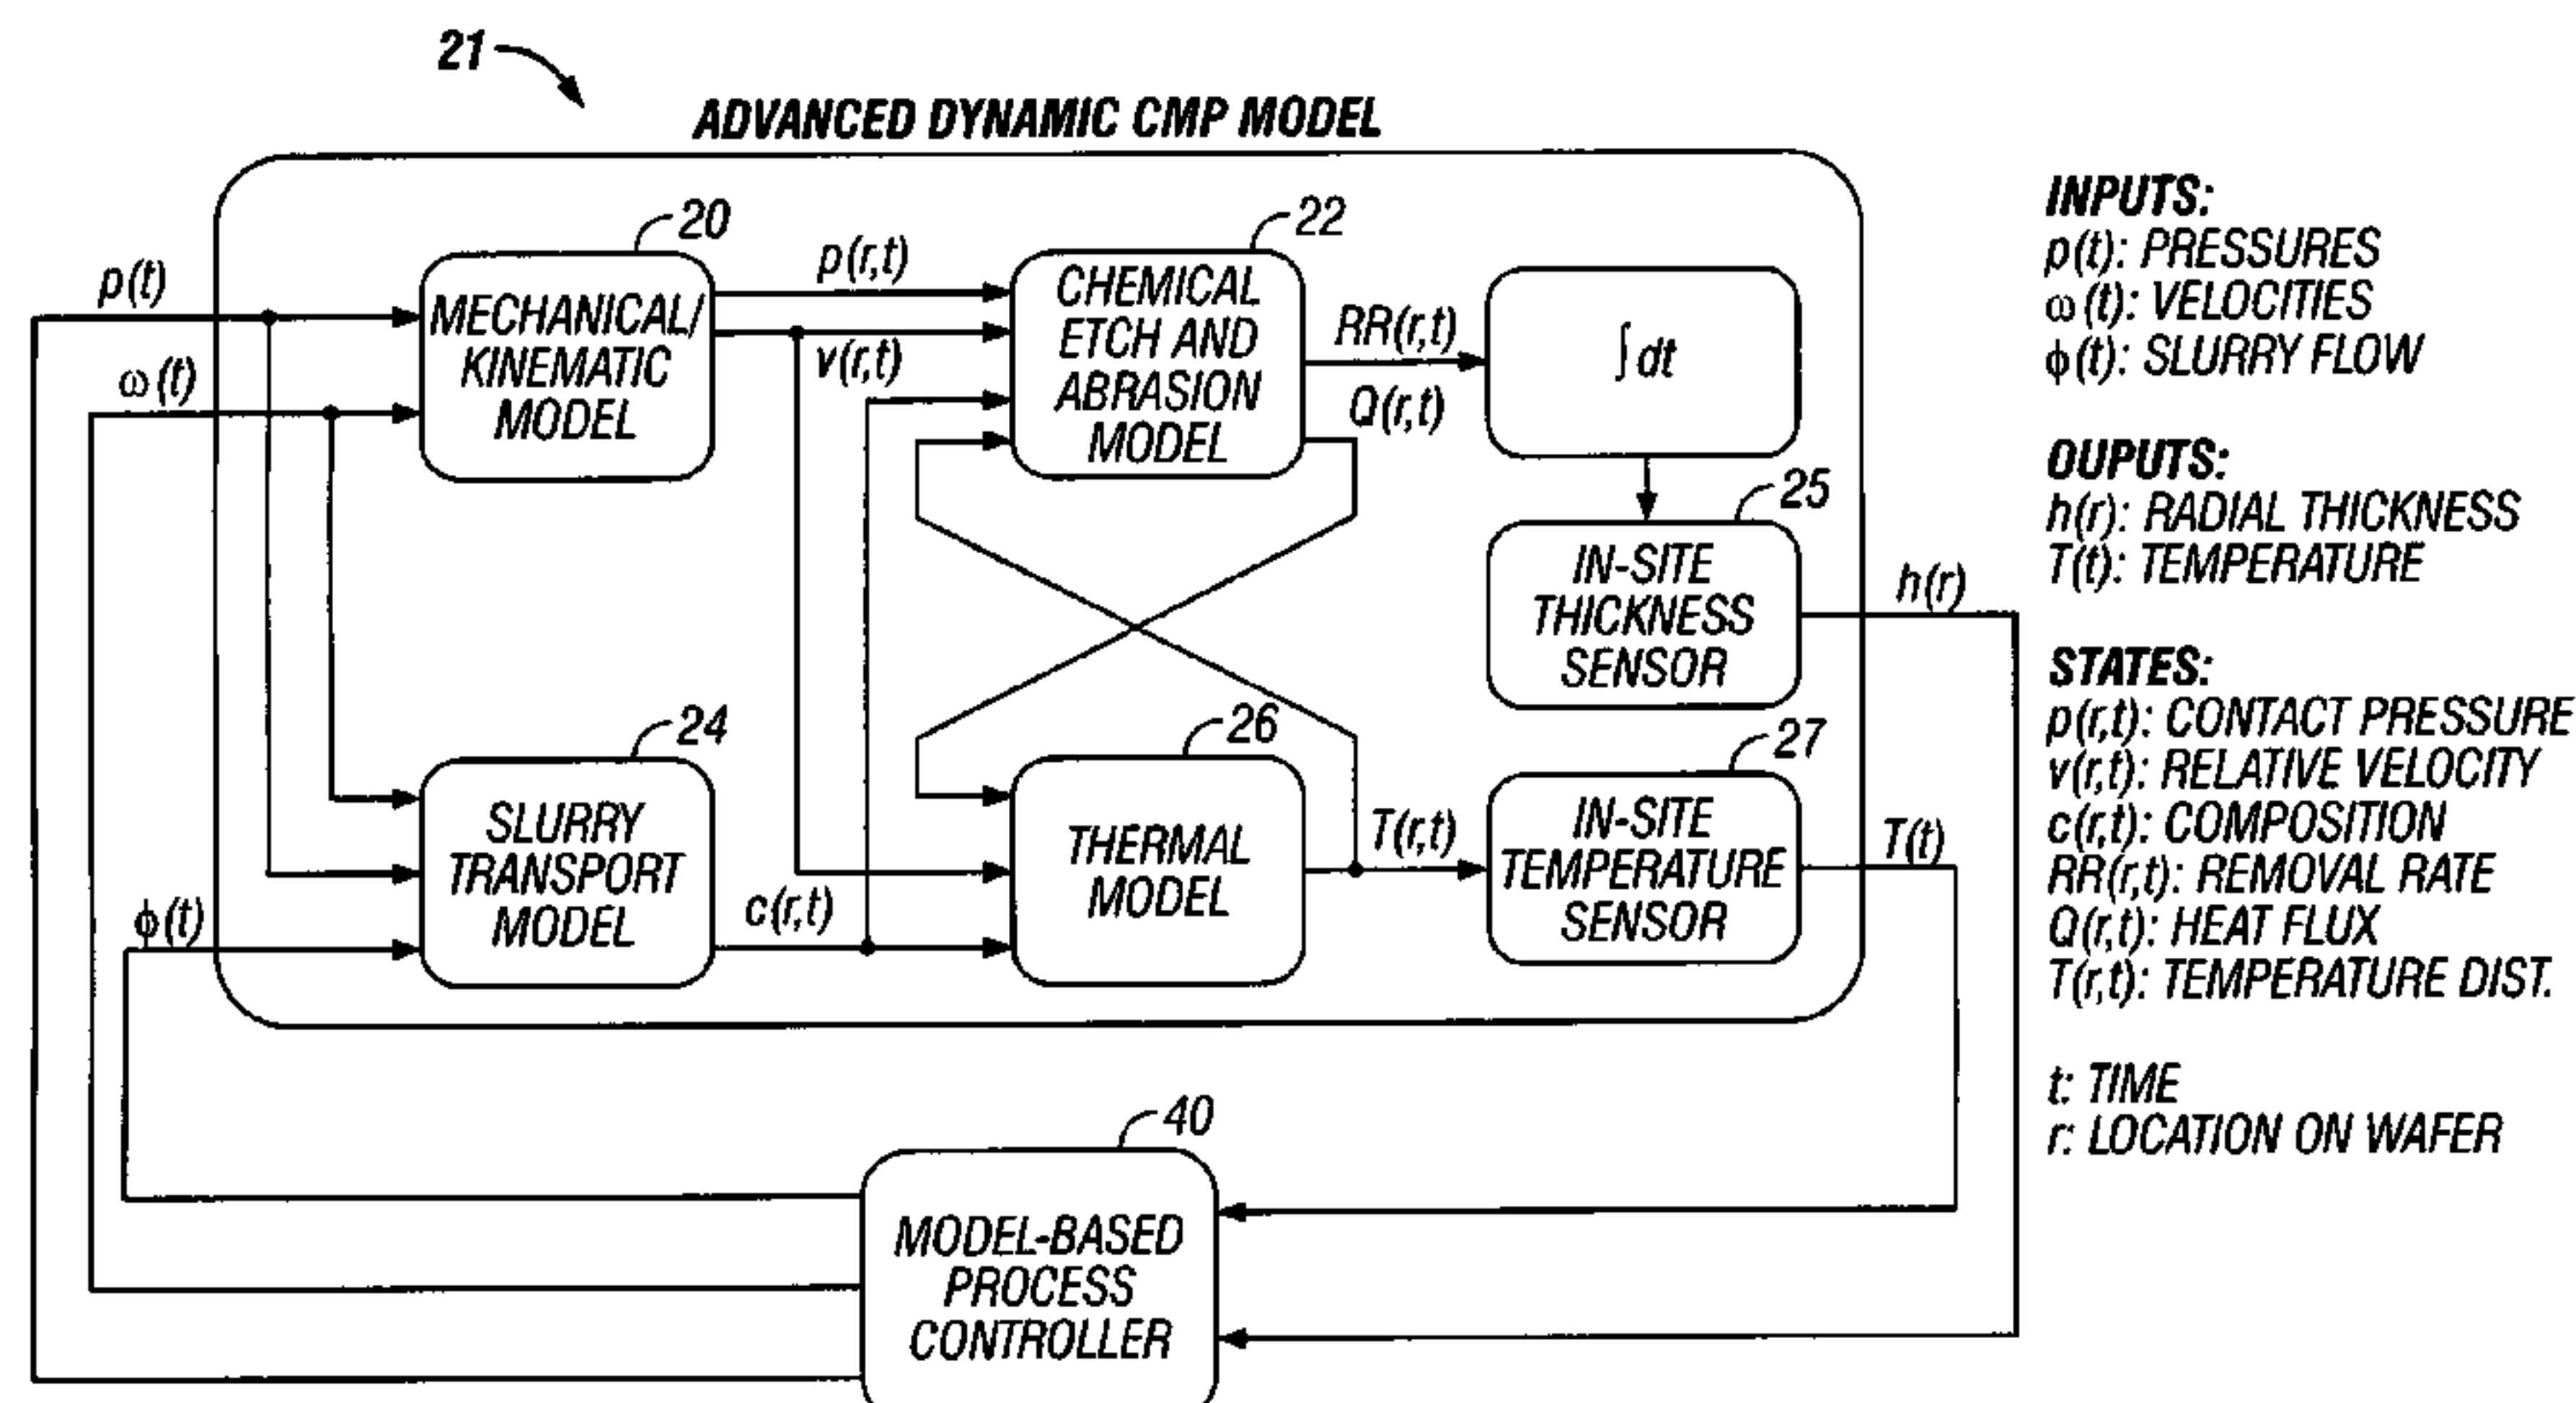 21
ADVANCED DYNAMIC CMP MODEL
20
22
p(t)
p(r,t)
MECHANICAL/
KINEMATIC
MODEL
CHEMICAL
ETCH AND
ABRASION
MODEL
RR(r,t)
∫dt
ω(t)
v(r,t)
Q(r,t)
25
IN-SITE
THICKNESS
SENSOR
h(r)
24
26
27
SLURRY
TRANSPORT
MODEL
THERMAL
MODEL
T(r,t)
IN-SITE
TEMPERATURE
SENSOR
T(t)
ϕ(t)
c(r,t)
40
MODEL-BASED
PROCESS
CONTROLLER
INPUTS:
p(t): PRESSURES
ω(t): VELOCITIES
ϕ(t): SLURRY FLOW
OUPUTS:
h(r): RADIAL THICKNESS
T(t): TEMPERATURE
STATES:
p(r,t): CONTACT PRESSURE
v(r,t): RELATIVE VELOCITY
c(r,t): COMPOSITION
RR(r,t): REMOVAL RATE
Q(r,t): HEAT FLUX
T(r,t): TEMPERATURE DIST.
t: TIME
r: LOCATION ON WAFER